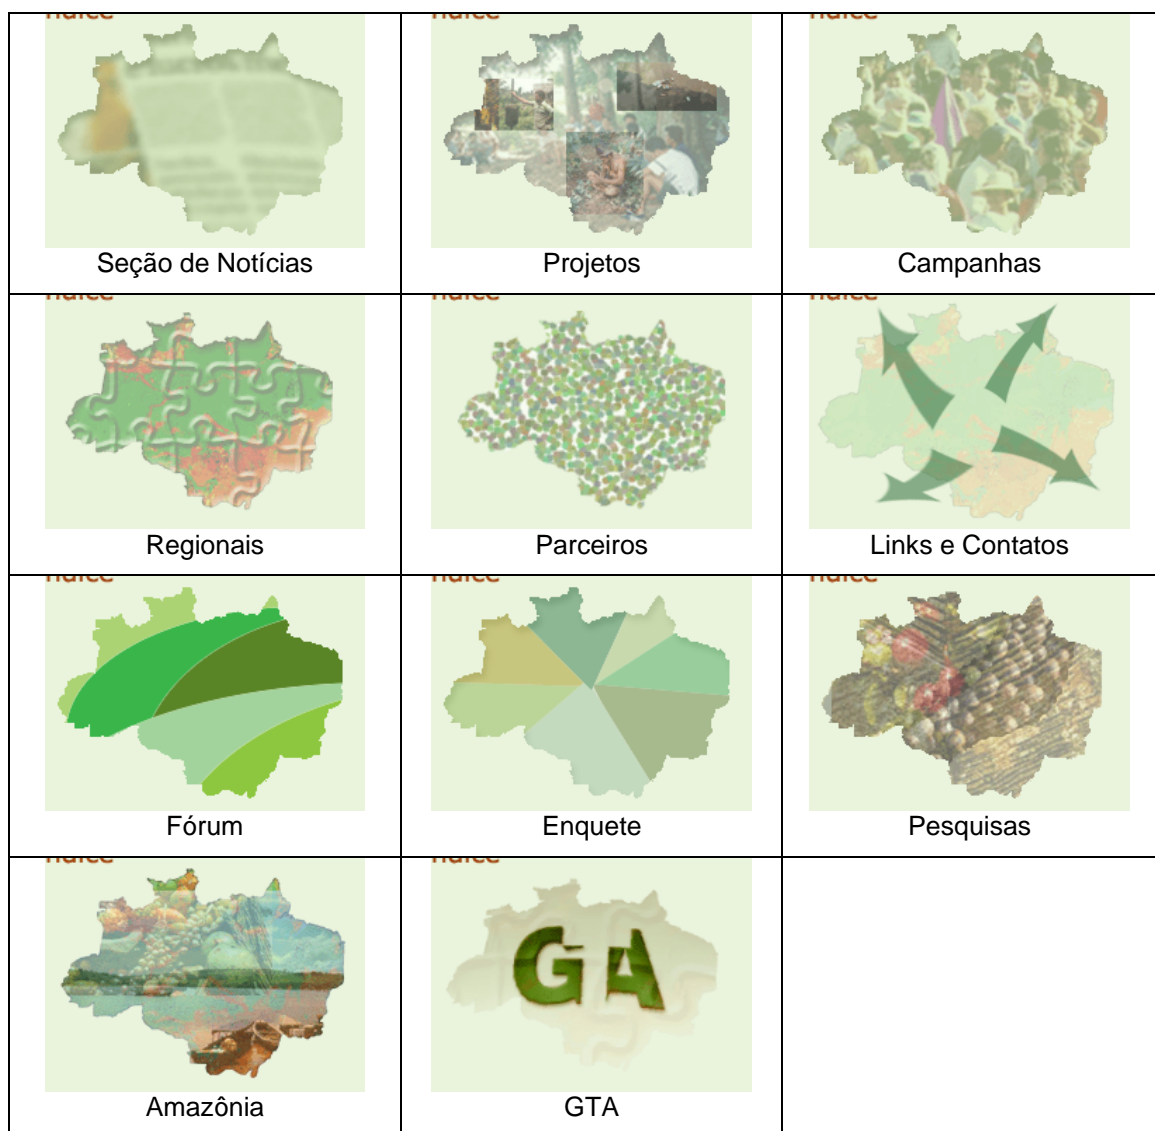 Seção de Notícias
Projetos
Campanhas
Regionais
Parceiros
Links e Contatos
Fórum
Enquete
Pesquisas
GA
Amazônia
GTA